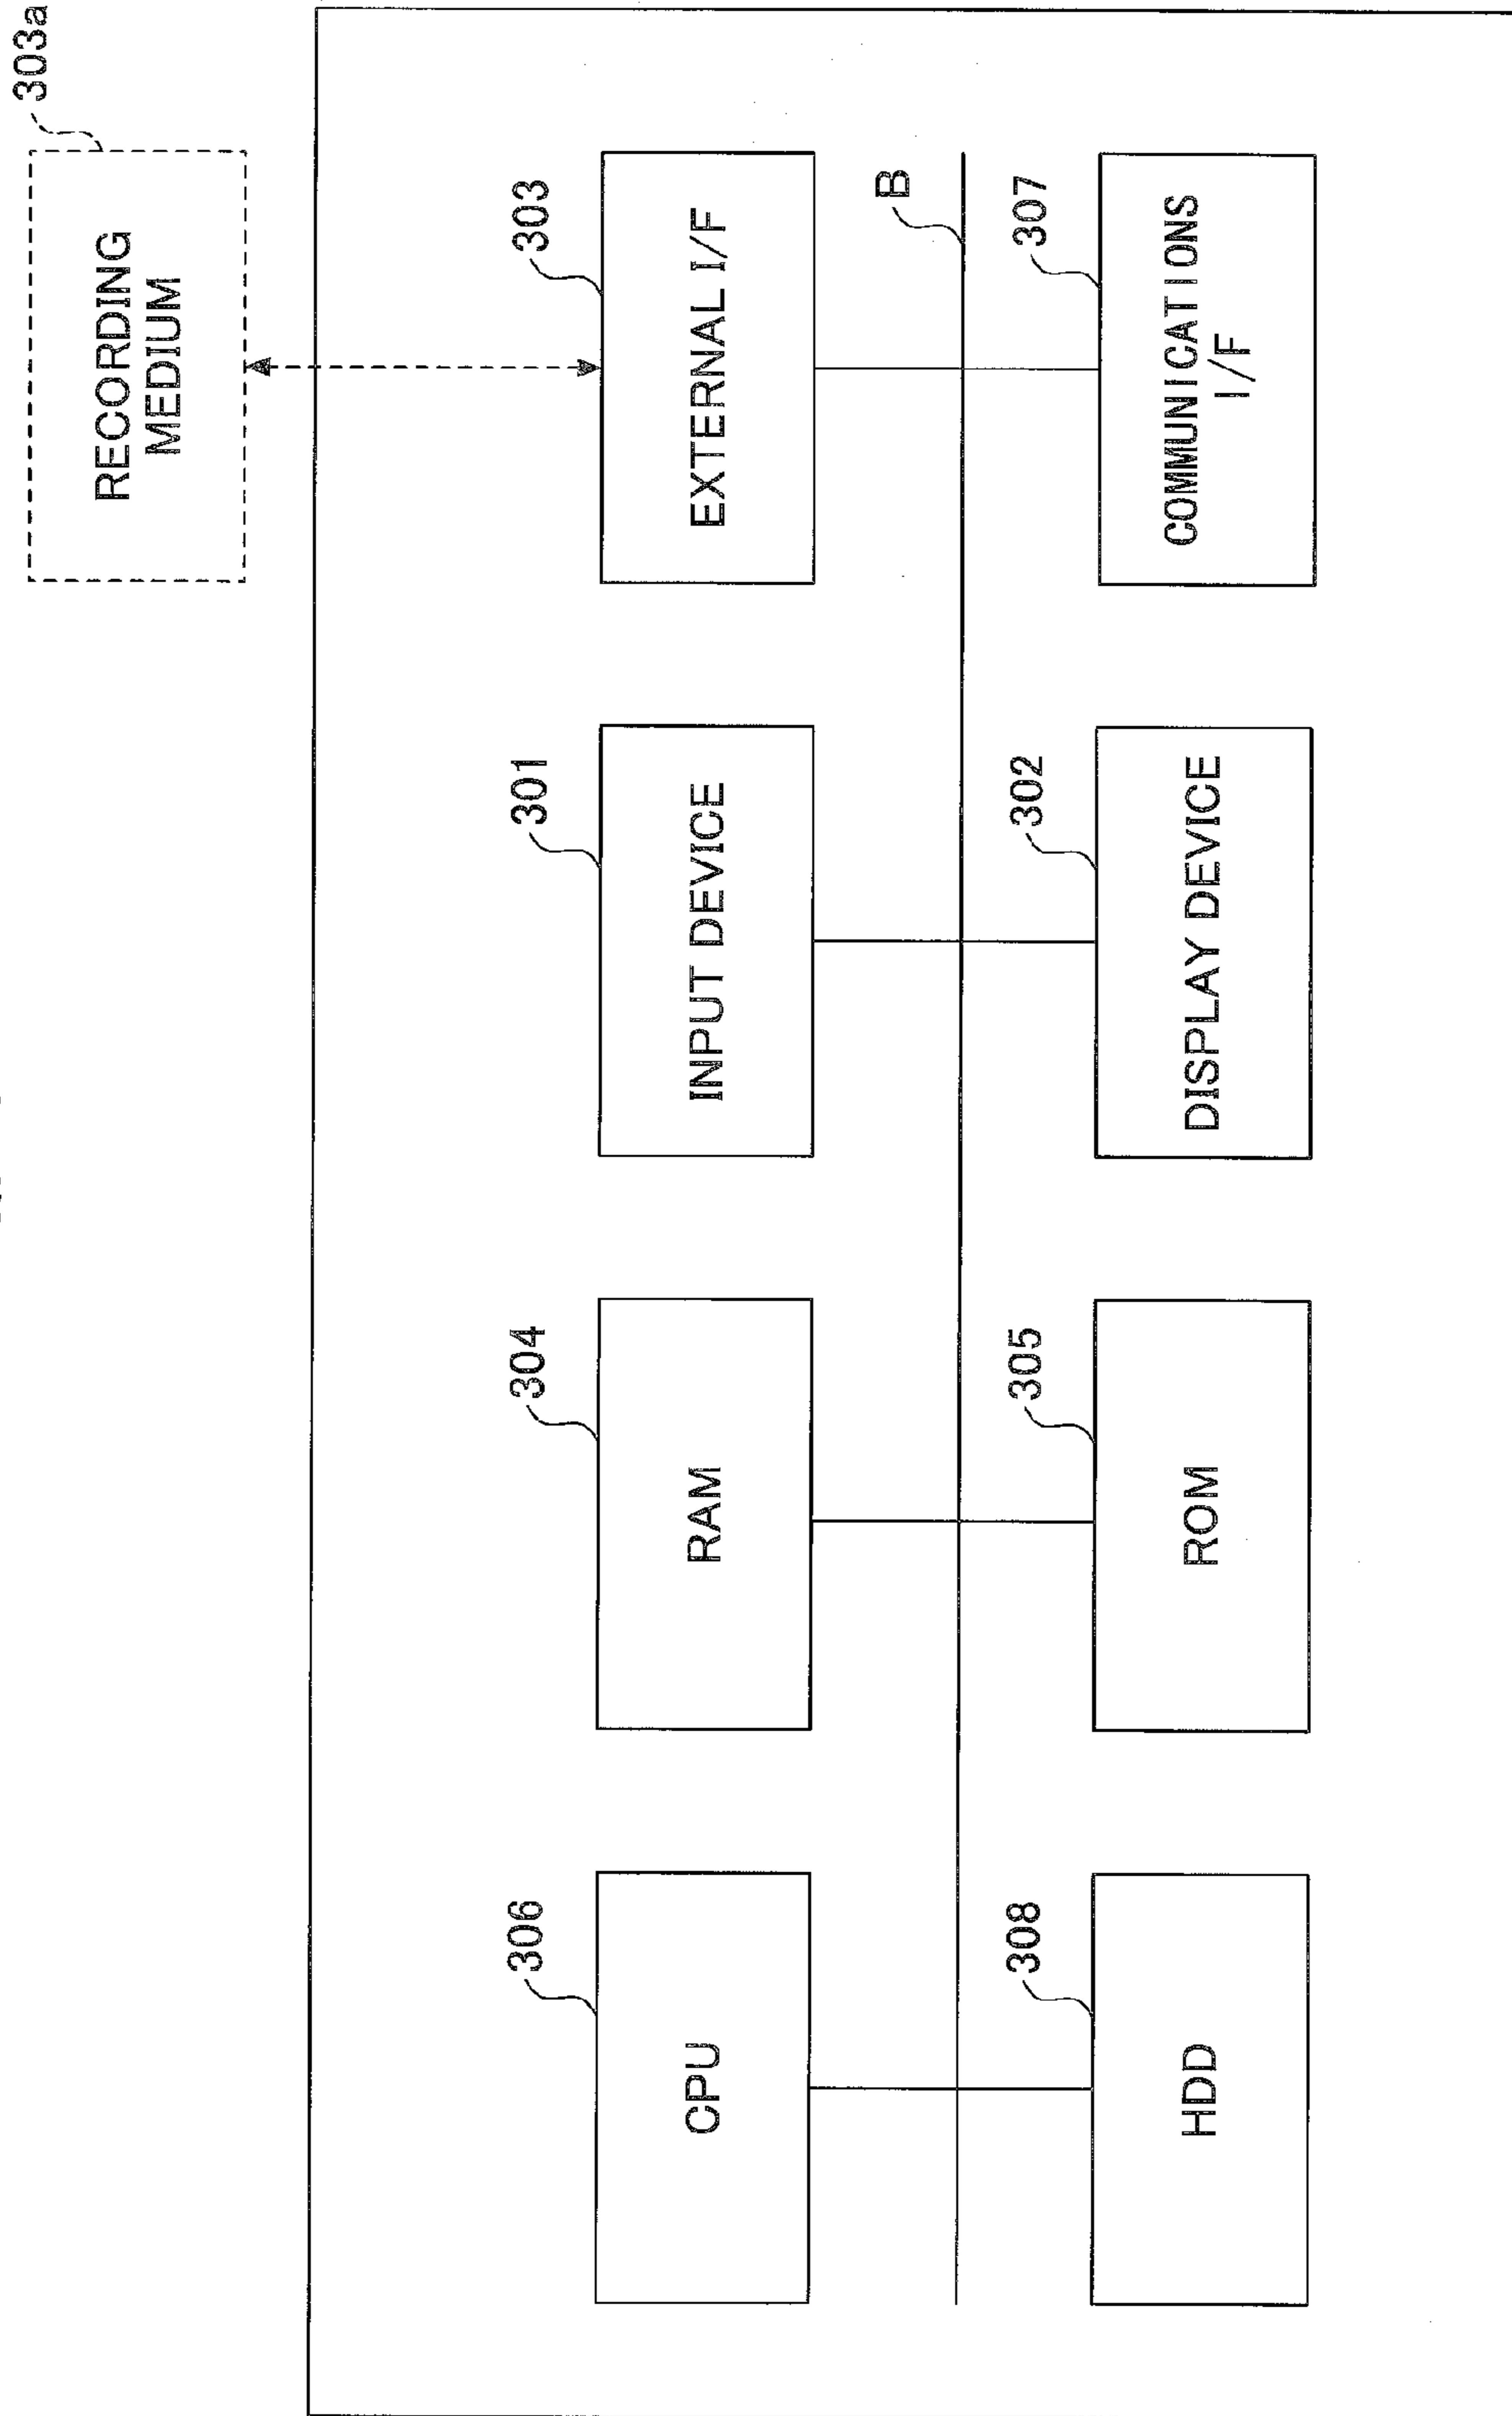 303a
RECORDING
MEDIUM
306
304
301
303
CPU
RAM
INPUT DEVICE
EXTERNAL I/F
B
308
305
302
307
HDD
ROM
DISPLAY DEVICE
COMMUNICATIONS
I/F